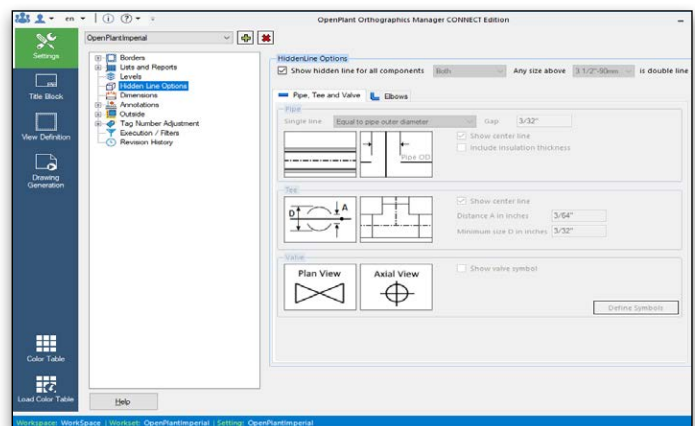 en
OpenPlant Orthographics Manager CONNECT Edition
Settings
Title Block
View Definition
Drawing Generation
Color Table
Load Color Table
OpenPlantImperial
Borders
Lists and Reports
Levels
Hidden Line Options
Dimensions
Annotations
Outside
Tag Number Adjustment
Execution / Filters
Revision History
Help
HiddenLine Options
Show hidden line for all components Both Any size above 3 1/2"-90mm is double line
Pipe, Tee and Valve Elbows
Pipe
Single line Equal to pipe outer diameter Gap 3/32"
Show center line
Include insulation thickness
Pipe OD
Tee
D A
Show center line
Distance A in inches 3/64"
Minimum size D in inches 3/32"
Valve
Plan View Axial View
Show valve symbol
Define Symbols
Workspace: WorkSpace | Workset: OpenPlantImperial | Setting: OpenPlantImperial